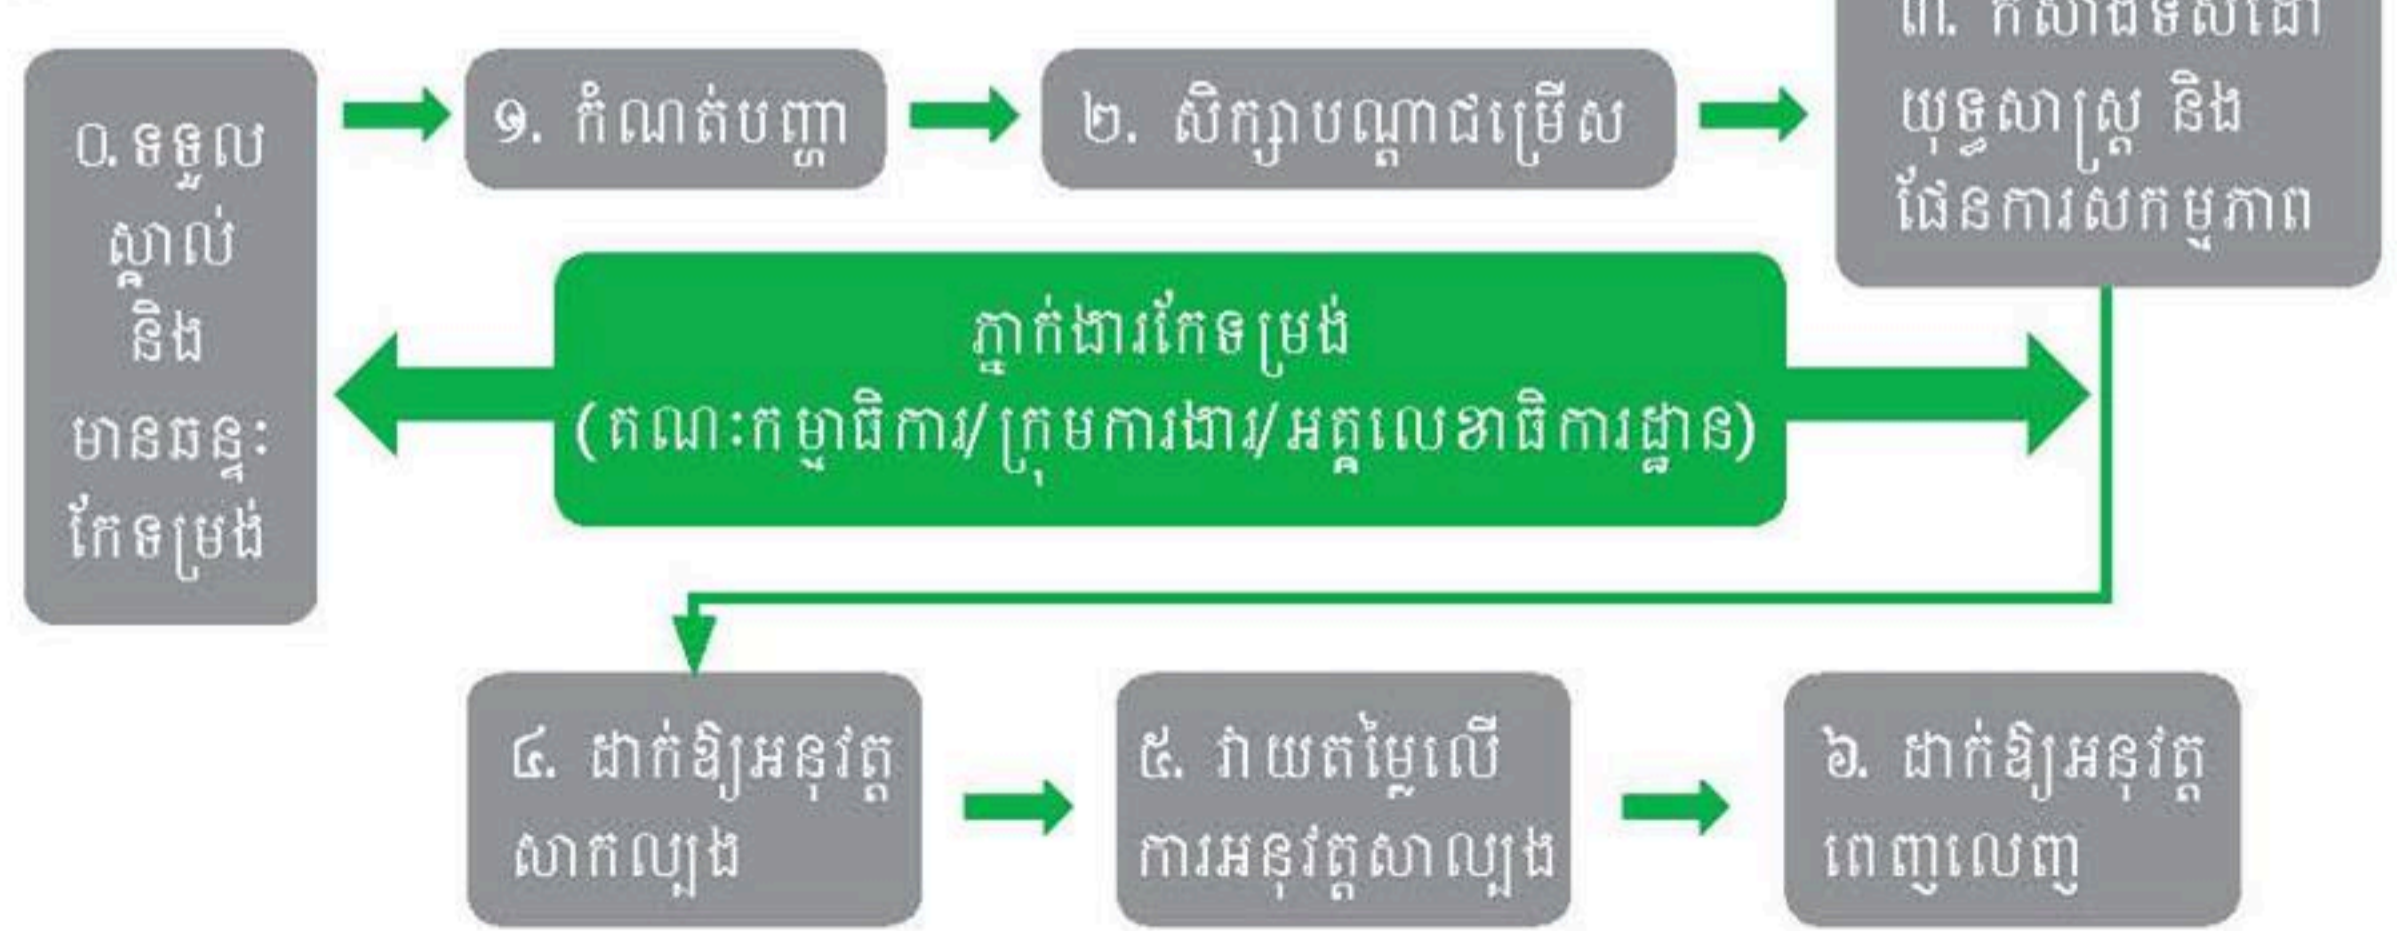 ០. ទទួល
ស្គាល់
និង
មានឆន្ទៈ
កែទម្រង់
១. កំណត់បញ្ហា
២. សិក្សាបណ្តាជម្រើស
៣. កសាងទិសដៅ
យុទ្ធសាស្ត្រ និង
ផែនការសកម្មភាព
ភ្នាក់ងារកែទម្រង់
(គណៈកម្មាធិការ/ក្រុមការងារ/អគ្គលេខាធិការដ្ឋាន)
៤. ដាក់ឱ្យអនុវត្ត
សាកល្បង
៥. វាយតម្លៃលើ
ការអនុវត្តសាល្បង
៦. ដាក់ឱ្យអនុវត្ត
ពេញលេញ